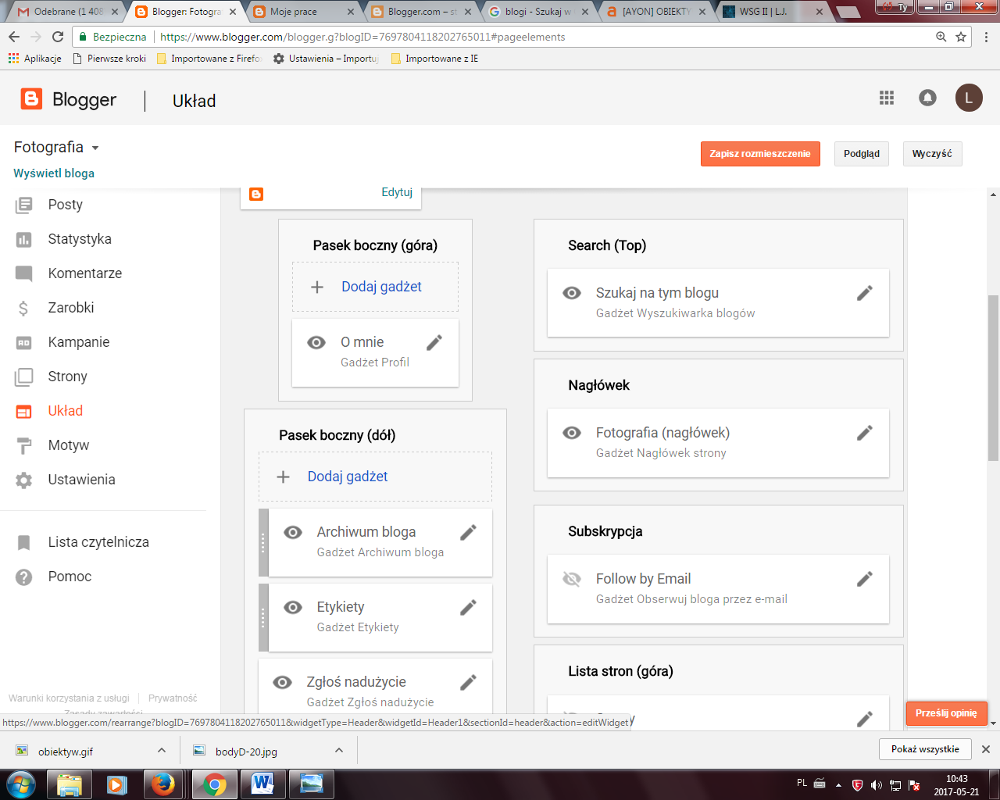 Odebrane (1 408
Blogger: Fotogra
Moje prace
Blogger.com – st
blogi - Szukaj w
[AYON] OBIEKTY
WSG II | L.J.
Ty
Bezpieczna
https://www.blogger.com/blogger.g?blogID=7697804118202765011#pageelements
Aplikacje
Pierwsze kroki
Importowane z Firefo
Ustawienia – Importuj
Importowane z IE
Blogger
Układ
L
Fotografia
Wyświetl bloga
Zapisz rozmieszczenie
Podgląd
Wyczyść
Posty
Statystyka
Komentarze
Zarobki
Kampanie
Strony
Układ
Motyw
Ustawienia
Lista czytelnicza
Pomoc
Warunki korzystania z usługi
Prywatność
Zasady zawartości
Edytuj
Pasek boczny (góra)
Dodaj gadżet
O mnie
Gadżet Profil
Pasek boczny (dół)
Dodaj gadżet
Archiwum bloga
Gadżet Archiwum bloga
Etykiety
Gadżet Etykiety
Zgłoś nadużycie
Gadżet Zgłoś nadużycie
Search (Top)
Szukaj na tym blogu
Gadżet Wyszukiwarka blogów
Nagłówek
Fotografia (nagłówek)
Gadżet Nagłówek strony
Subskrypcja
Follow by Email
Gadżet Obserwuj bloga przez e-mail
Lista stron (góra)
Prześlij opinię
https://www.blogger.com/rearrange?blogID=7697804118202765011&widgetType=Header&widgetId=Header1&sectionId=header&action=editWidget
obiektyw.gif
bodyD-20.jpg
Pokaż wszystkie
PL
10:43
2017-05-21